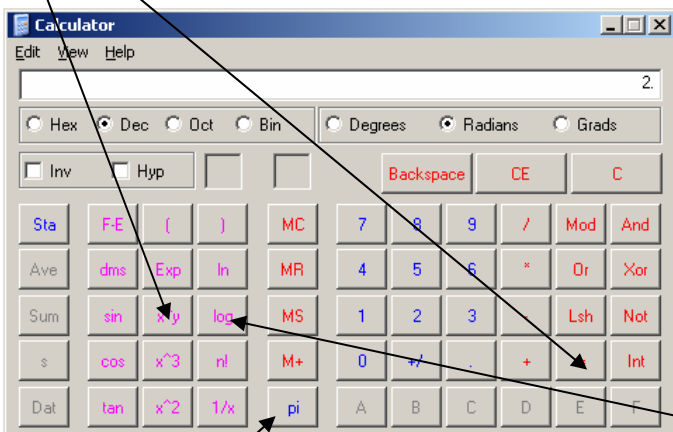 Calculator
Edit View Help
2.
Hex Dec Oct Bin Degrees Radians Grads
Inv Hyp Backspace CE C
Sta F-E ( ) MC 7 8 9 / Mod And
Ave dms Exp ln MR 4 5 6 * Or Xor
Sum sin x^y log MS 1 2 3 - Lsh Not
s cos x^3 n! M+ 0 +/- . + Int
Dat tan x^2 1/x pi A B C D E F